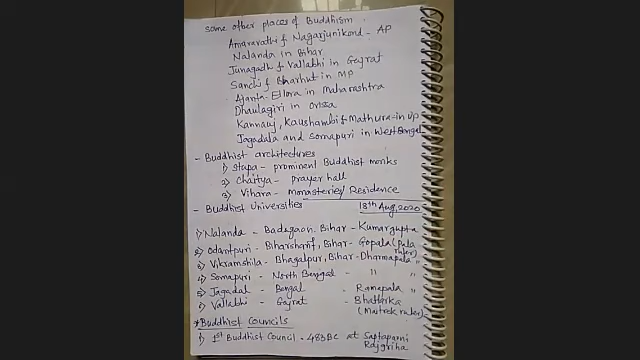 some other places of Buddhism.
Amaravathi & Nagarjunikond - AP
Nalanda in Bihar
Junagadh & Vallabhi in Gujrat
Sanchi & Bharhut in MP
Ajanta-Ellora in Maharashtra
Dhaulagiri in Orissa
Kannauj, Kaushambi & Mathura-in UP
Jagadala and Somapuri in West Bengal
- Buddhist architectures
1) Stupa - prominent Buddhist monks
2) Chaitya - prayer hall
3) Vihara - monasteries/Residence
- Buddhist Universities 18th Aug, 2020
1) Nalanda - Badagaon, Bihar - Kumargupta
2) Odantpuri - Biharsharif, Bihar - Gopala (Pala ruler)
3) Vikramshila - Bhagalpur, Bihar - Dharmapala "
4) Somapuri - North Bengal - " "
5) Jagadal - Bengal - Ramapala "
6) Vallabhi - Gujrat - Bhattarka
(Maitrek ruler)
* Buddhist Councils
1) 1st Buddhist Council - 483BC at Saptaparni
Rajgriha